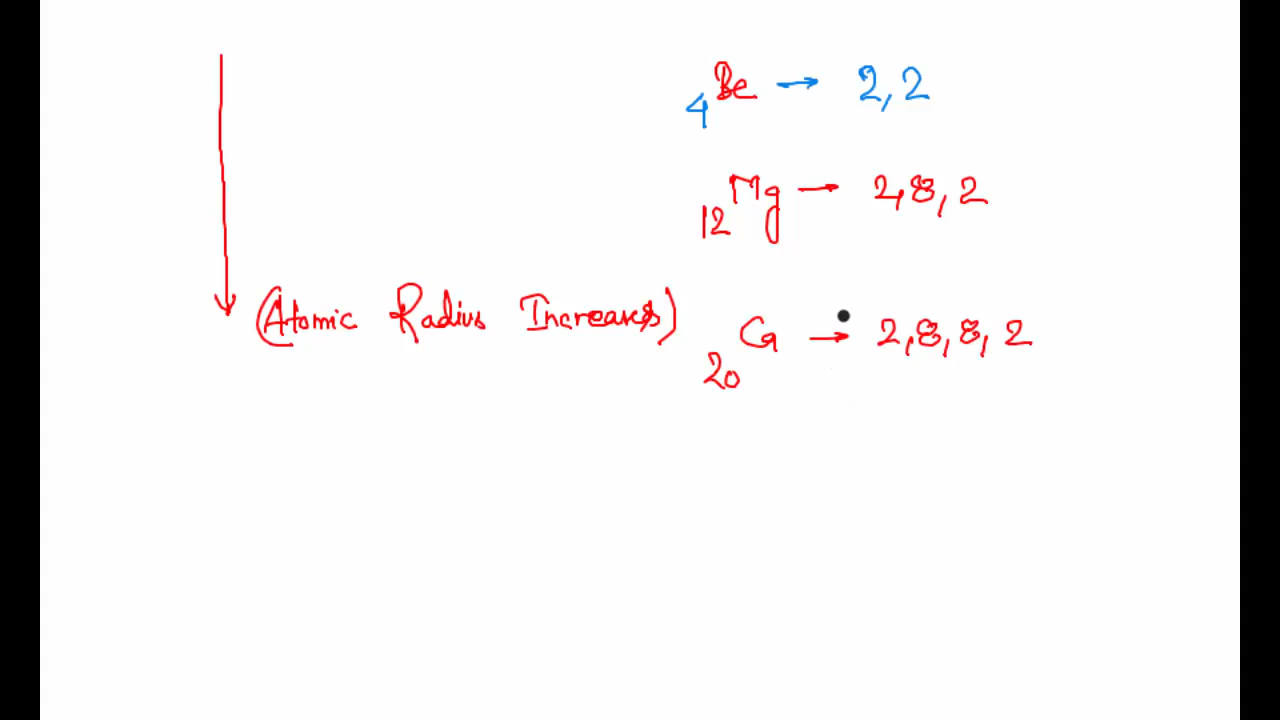 4Be → 2, 2
12Mg → 2, 8, 2
(Atomic Radius Increases)
20Ca → 2, 8, 8, 2